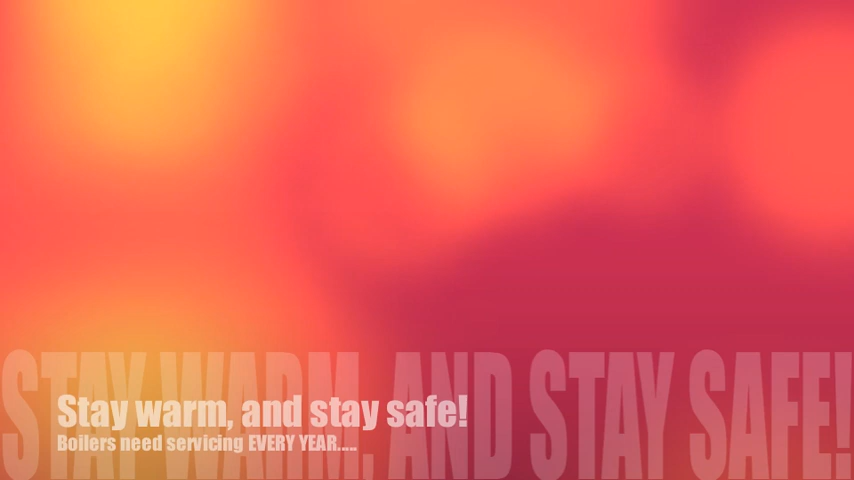 STAY WARM, AND STAY SAFE!
Stay warm, and stay safe!
Boilers need servicing EVERY YEAR.....